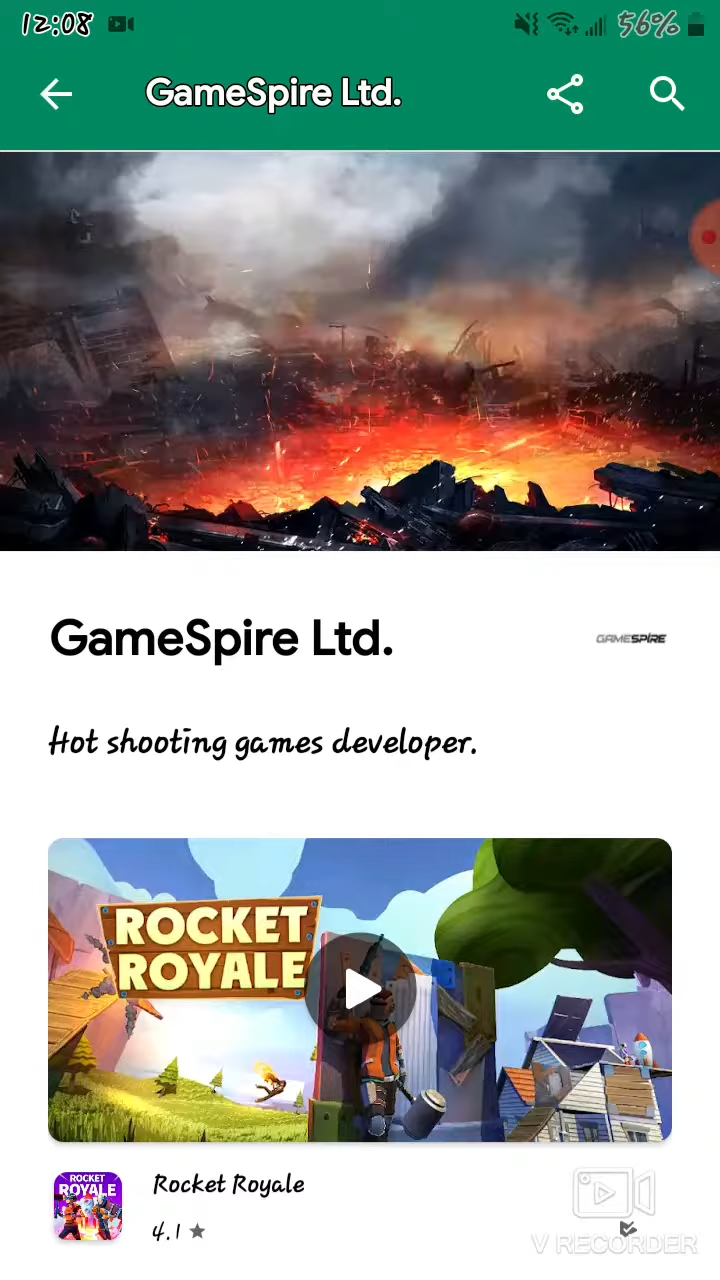 12:08
56%
GameSpire Ltd.
GameSpire Ltd.
GAMESPIRE
Hot shooting games developer.
ROCKET
ROYALE
ROCKET
ROYALE
Rocket Royale
4.1
V RECORDER